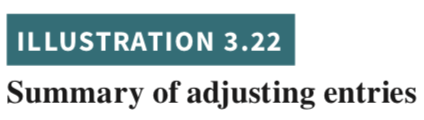 ILLUSTRATION 3.22
Summary of adjusting entries